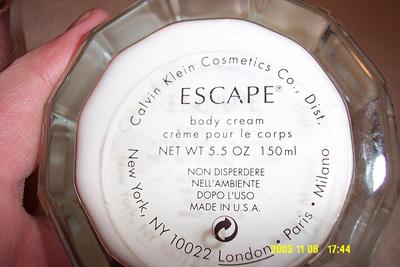 Calvin Klein Cosmetics Co., Dist.
ESCAPE®
body cream
crème pour le corps
NET WT 5.5 OZ 150ml
NON DISPERDERE
NELL'AMBIENTE
DOPO L'USO
MADE IN U.S.A.
New York, NY 10022 London • Paris • Milano
2003 11 08 17:44